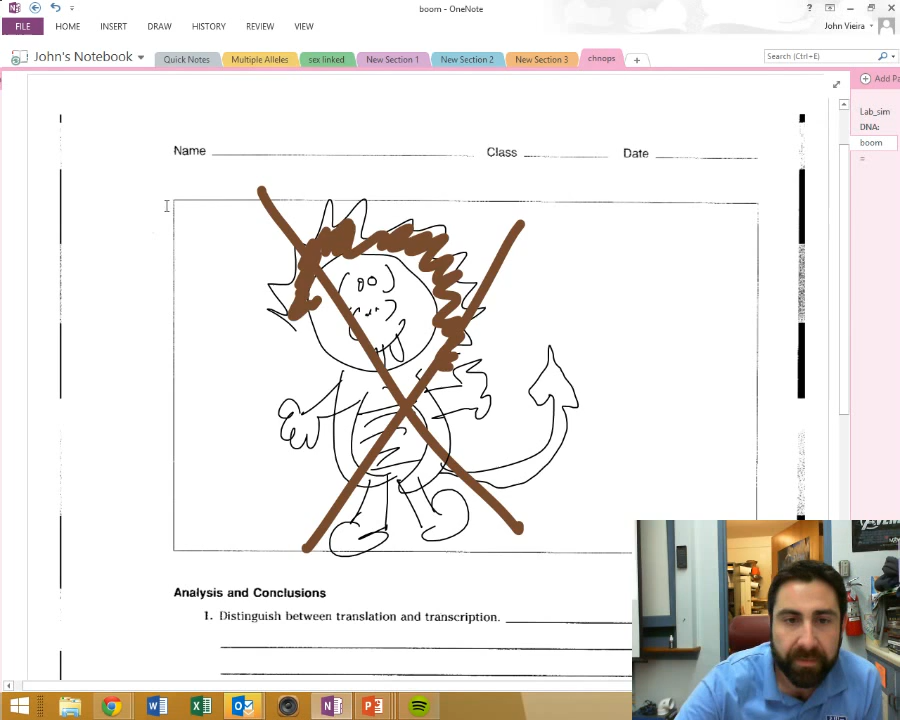 boom - OneNote
FILE HOME INSERT DRAW HISTORY REVIEW VIEW
John Vieira
John's Notebook Quick Notes Multiple Alleles sex linked New Section 1 New Section 2 New Section 3 chnops
Search (Ctrl+E)
Add Pa
Lab_sim
DNA:
boom
=
Name Class Date
Analysis and Conclusions
1. Distinguish between translation and transcription.